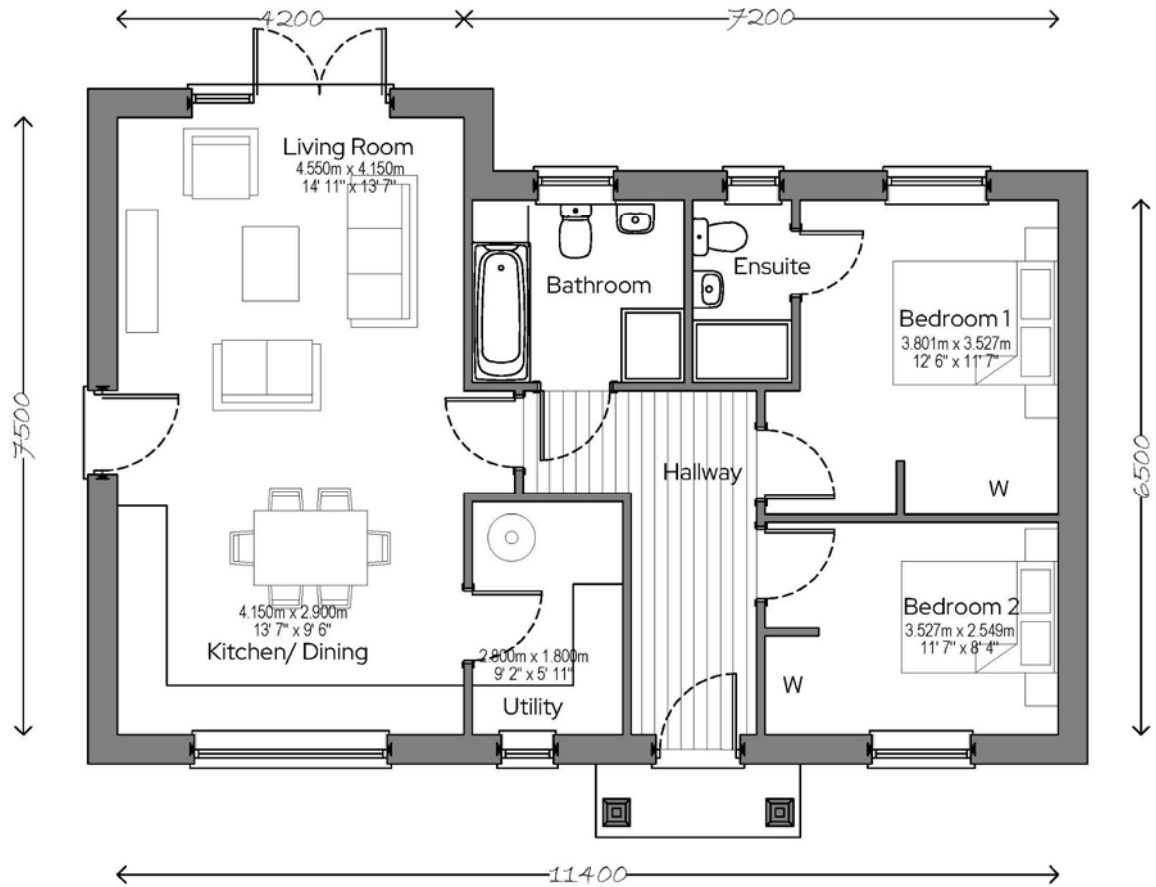 4200
7200
Living Room
4.550m x 4.150m
14' 11" x 13' 7"
Bathroom
Ensuite
Bedroom 1
3.801m x 3.527m
12' 6" x 11' 7"
7500
6500
Hallway
W
4.150m x 2.900m
13' 7" x 9' 6"
Kitchen/ Dining
2.800m x 1.800m
9' 2" x 5' 11"
Utility
Bedroom 2
3.527m x 2.549m
11' 7" x 8' 4"
W
11400